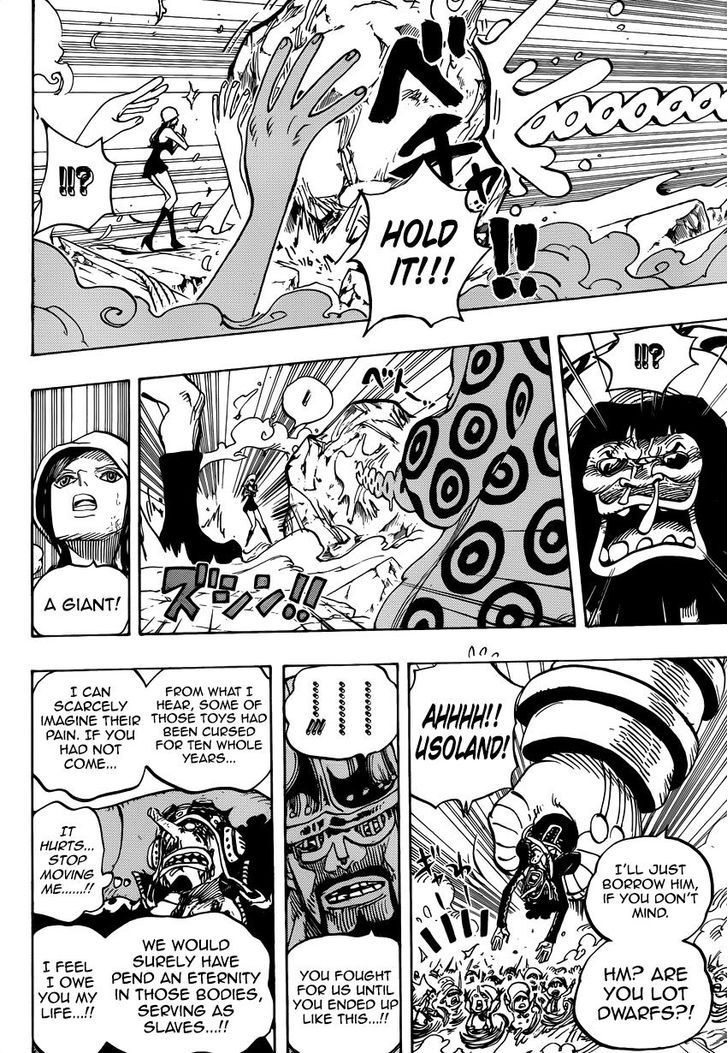 OOOOOOO
ベチャッ!!
HOLD
IT!!!
!!?
!!?
ズシン!!
A GIANT!
AHHHH!!
USOLAND!
I'LL JUST
BORROW HIM,
IF YOU DON'T
MIND.
HM? ARE
YOU LOT
DWARFS?!
YOU FOUGHT
FOR US UNTIL
YOU ENDED UP
LIKE THIS...!!
FROM WHAT I
HEAR, SOME OF
THOSE TOYS HAD
BEEN CURSED
FOR TEN WHOLE
YEARS...
I CAN
SCARCELY
IMAGINE THEIR
PAIN. IF YOU
HAD NOT
COME...
IT
HURTS...
STOP
MOVING
ME......!!
WE WOULD
SURELY HAVE
PEND AN ETERNITY
IN THOSE BODIES,
SERVING AS
SLAVES...!!
I FEEL
I OWE
YOU MY
LIFE...!!